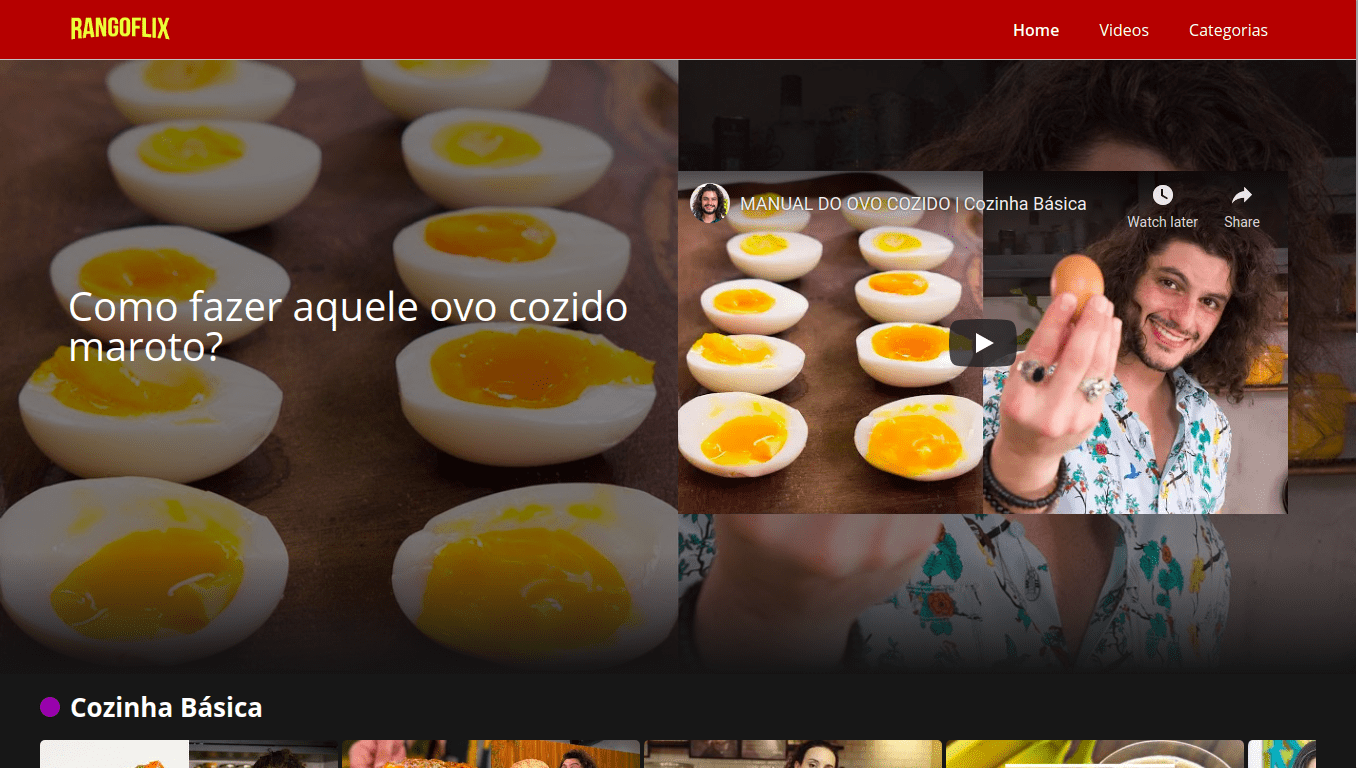 RANGOFLIX
Home Videos Categorias
MANUAL DO OVO COZIDO | Cozinha Básica
Watch later
Share
Como fazer aquele ovo cozido
maroto?
Cozinha Básica